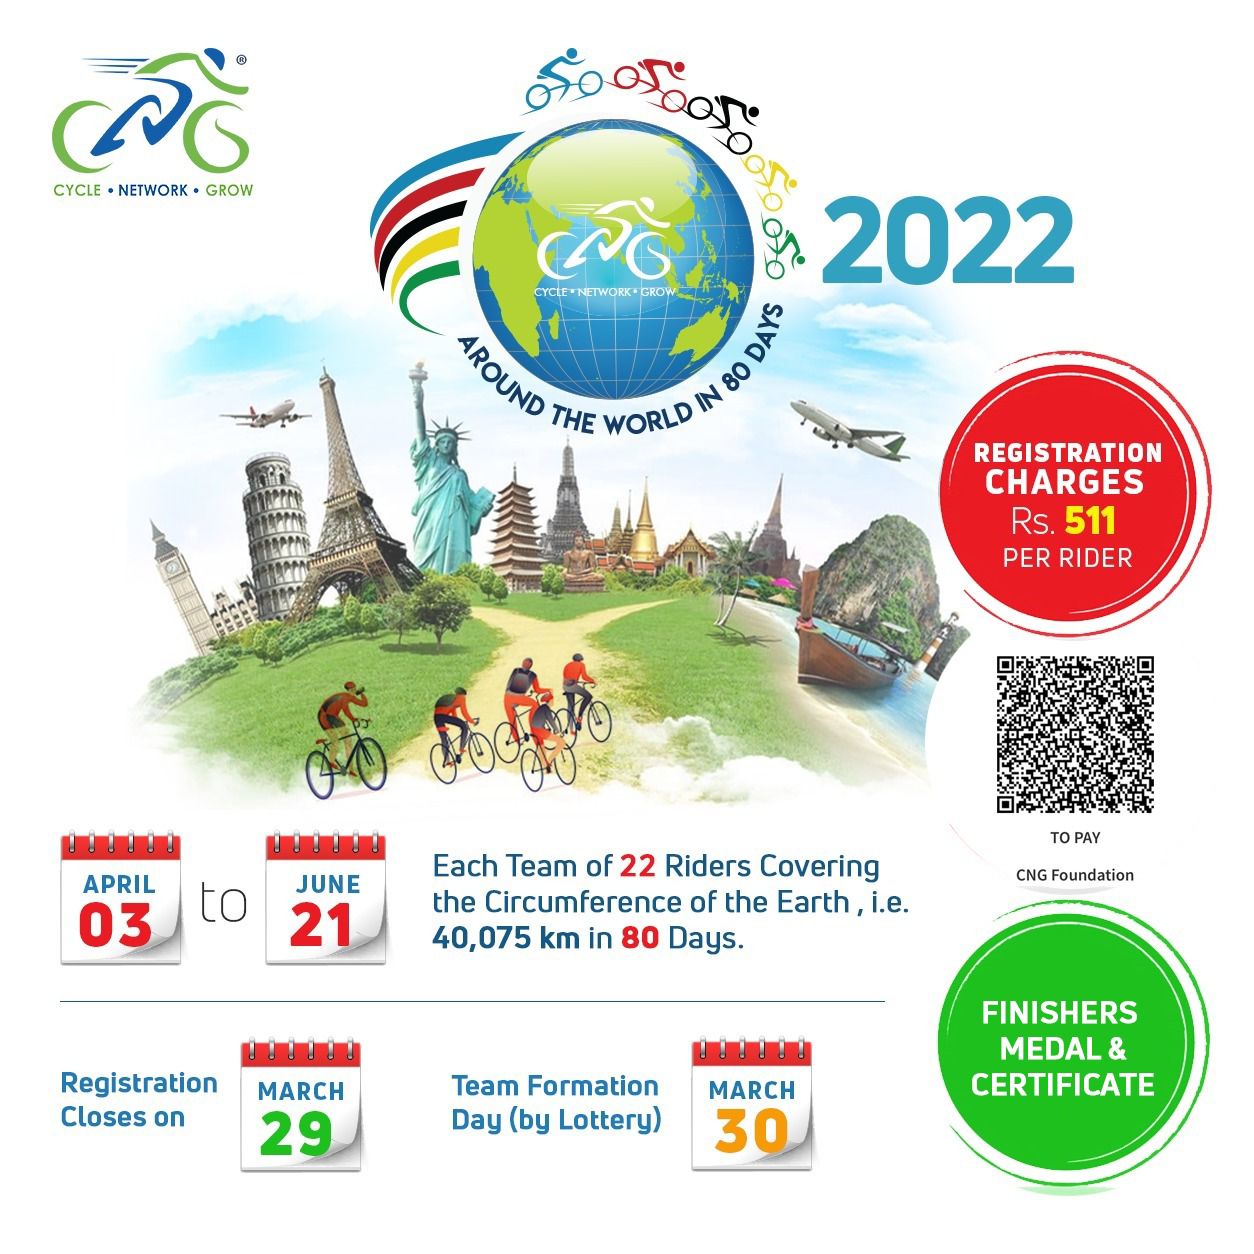 ®
CNG
CYCLE • NETWORK • GROW
CNG
CYCLE • NETWORK • GROW
AROUND THE WORLD IN 80 DAYS
2022
REGISTRATION
CHARGES
Rs. 511
PER RIDER
TO PAY
CNG Foundation
APRIL
03
to
JUNE
21
Each Team of 22 Riders Covering
the Circumference of the Earth , i.e.
40,075 km in 80 Days.
FINISHERS
MEDAL &
CERTIFICATE
Registration
Closes on
MARCH
29
Team Formation
Day (by Lottery)
MARCH
30